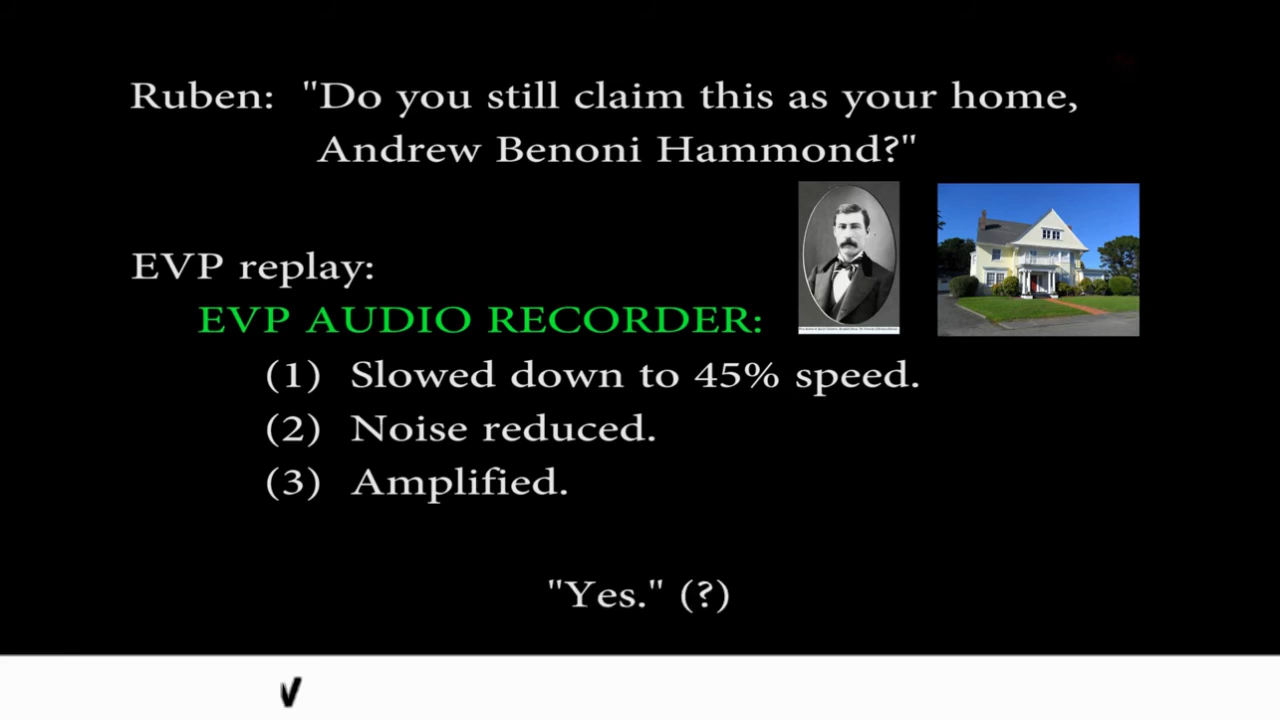 Ruben: "Do you still claim this as your home,
Andrew Benoni Hammond?"
EVP replay:
EVP AUDIO RECORDER:
(1) Slowed down to 45% speed.
(2) Noise reduced.
(3) Amplified.
"Yes." (?)